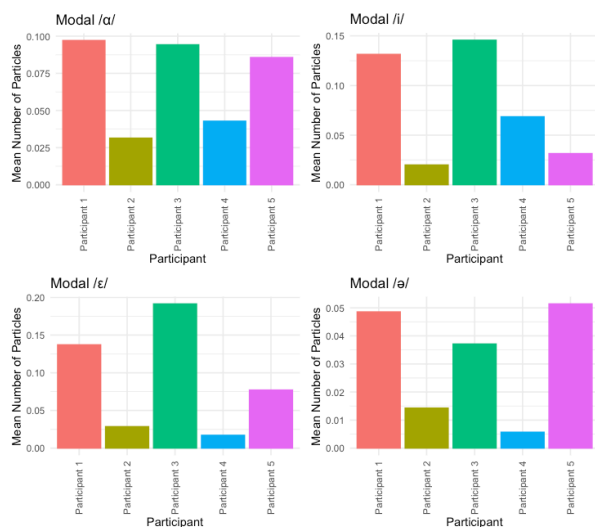 Modal /ɑ/
Mean Number of Particles
0.100
0.075
0.050
0.025
0.000
Participant 1
Participant 2
Participant 3
Participant 4
Participant 5
Participant
Modal /i/
Mean Number of Particles
0.15
0.10
0.05
0.00
Participant 1
Participant 2
Participant 3
Participant 4
Participant 5
Participant
Modal /ɛ/
Mean Number of Particles
0.20
0.15
0.10
0.05
0.00
Participant 1
Participant 2
Participant 3
Participant 4
Participant 5
Participant
Modal /ə/
Mean Number of Particles
0.05
0.04
0.03
0.02
0.01
0.00
Participant 1
Participant 2
Participant 3
Participant 4
Participant 5
Participant